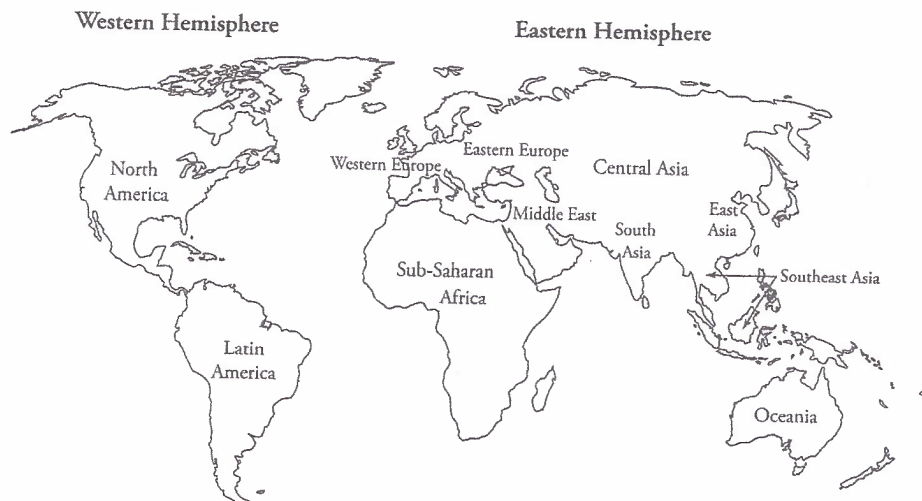 Western Hemisphere
Eastern Hemisphere
North
America
Western Europe
Eastern Europe
Central Asia
Middle East
South
Asia
East
Asia
Southeast Asia
Sub-Saharan
Africa
Latin
America
Oceania